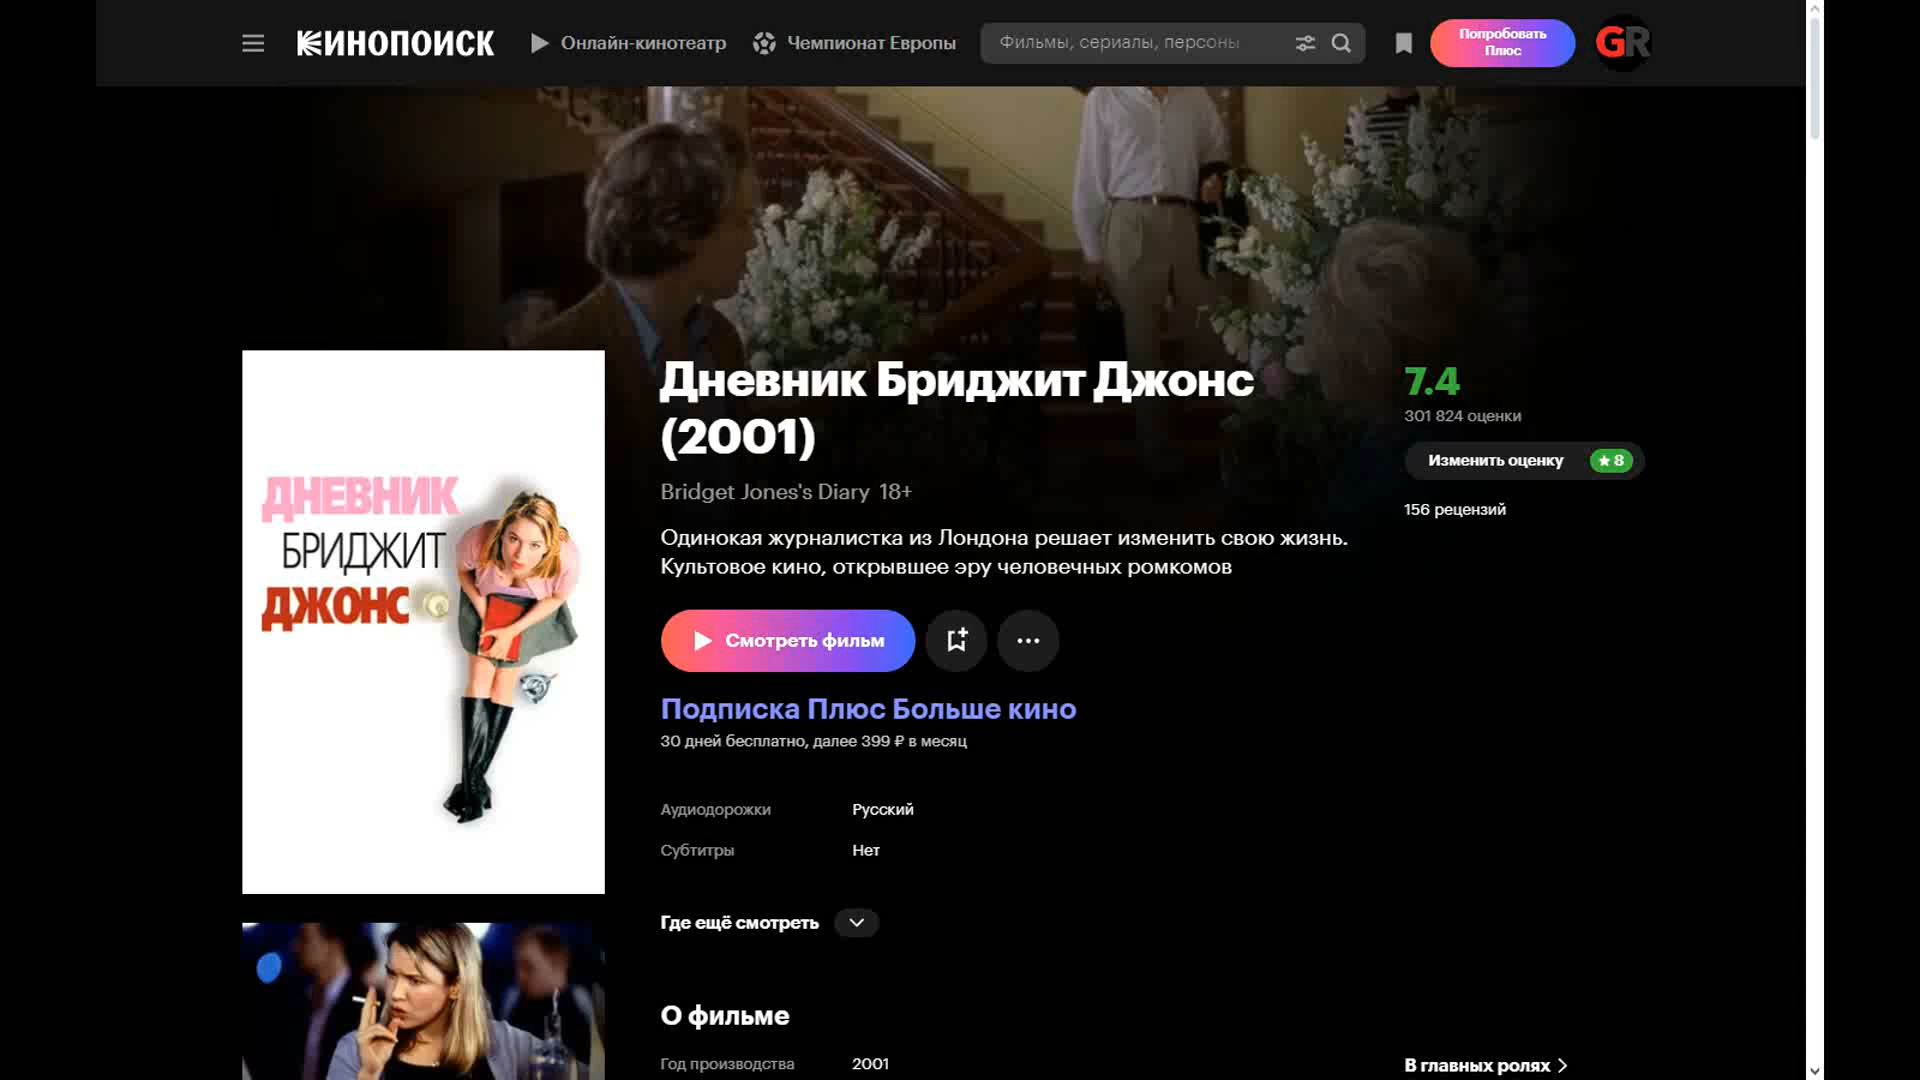 КИНОПОИСК
Онлайн-кинотеатр
Чемпионат Европы
Фильмы, сериалы, персоны
Попробовать
Плюс
GR
Дневник Бриджит Джонс
(2001)
Bridget Jones's Diary 18+
Одинокая журналистка из Лондона решает изменить свою жизнь.
Культовое кино, открывшее эру человечных ромкомов
7.4
301 824 оценки
Изменить оценку ★ 8
156 рецензий
ДНЕВНИК
БРИДЖИТ
ДЖОНС
Смотреть фильм
Подписка Плюс Больше кино
30 дней бесплатно, далее 399 ₽ в месяц
Аудиодорожки Русский
Субтитры Нет
Где ещё смотреть
О фильме
Год производства 2001
В главных ролях